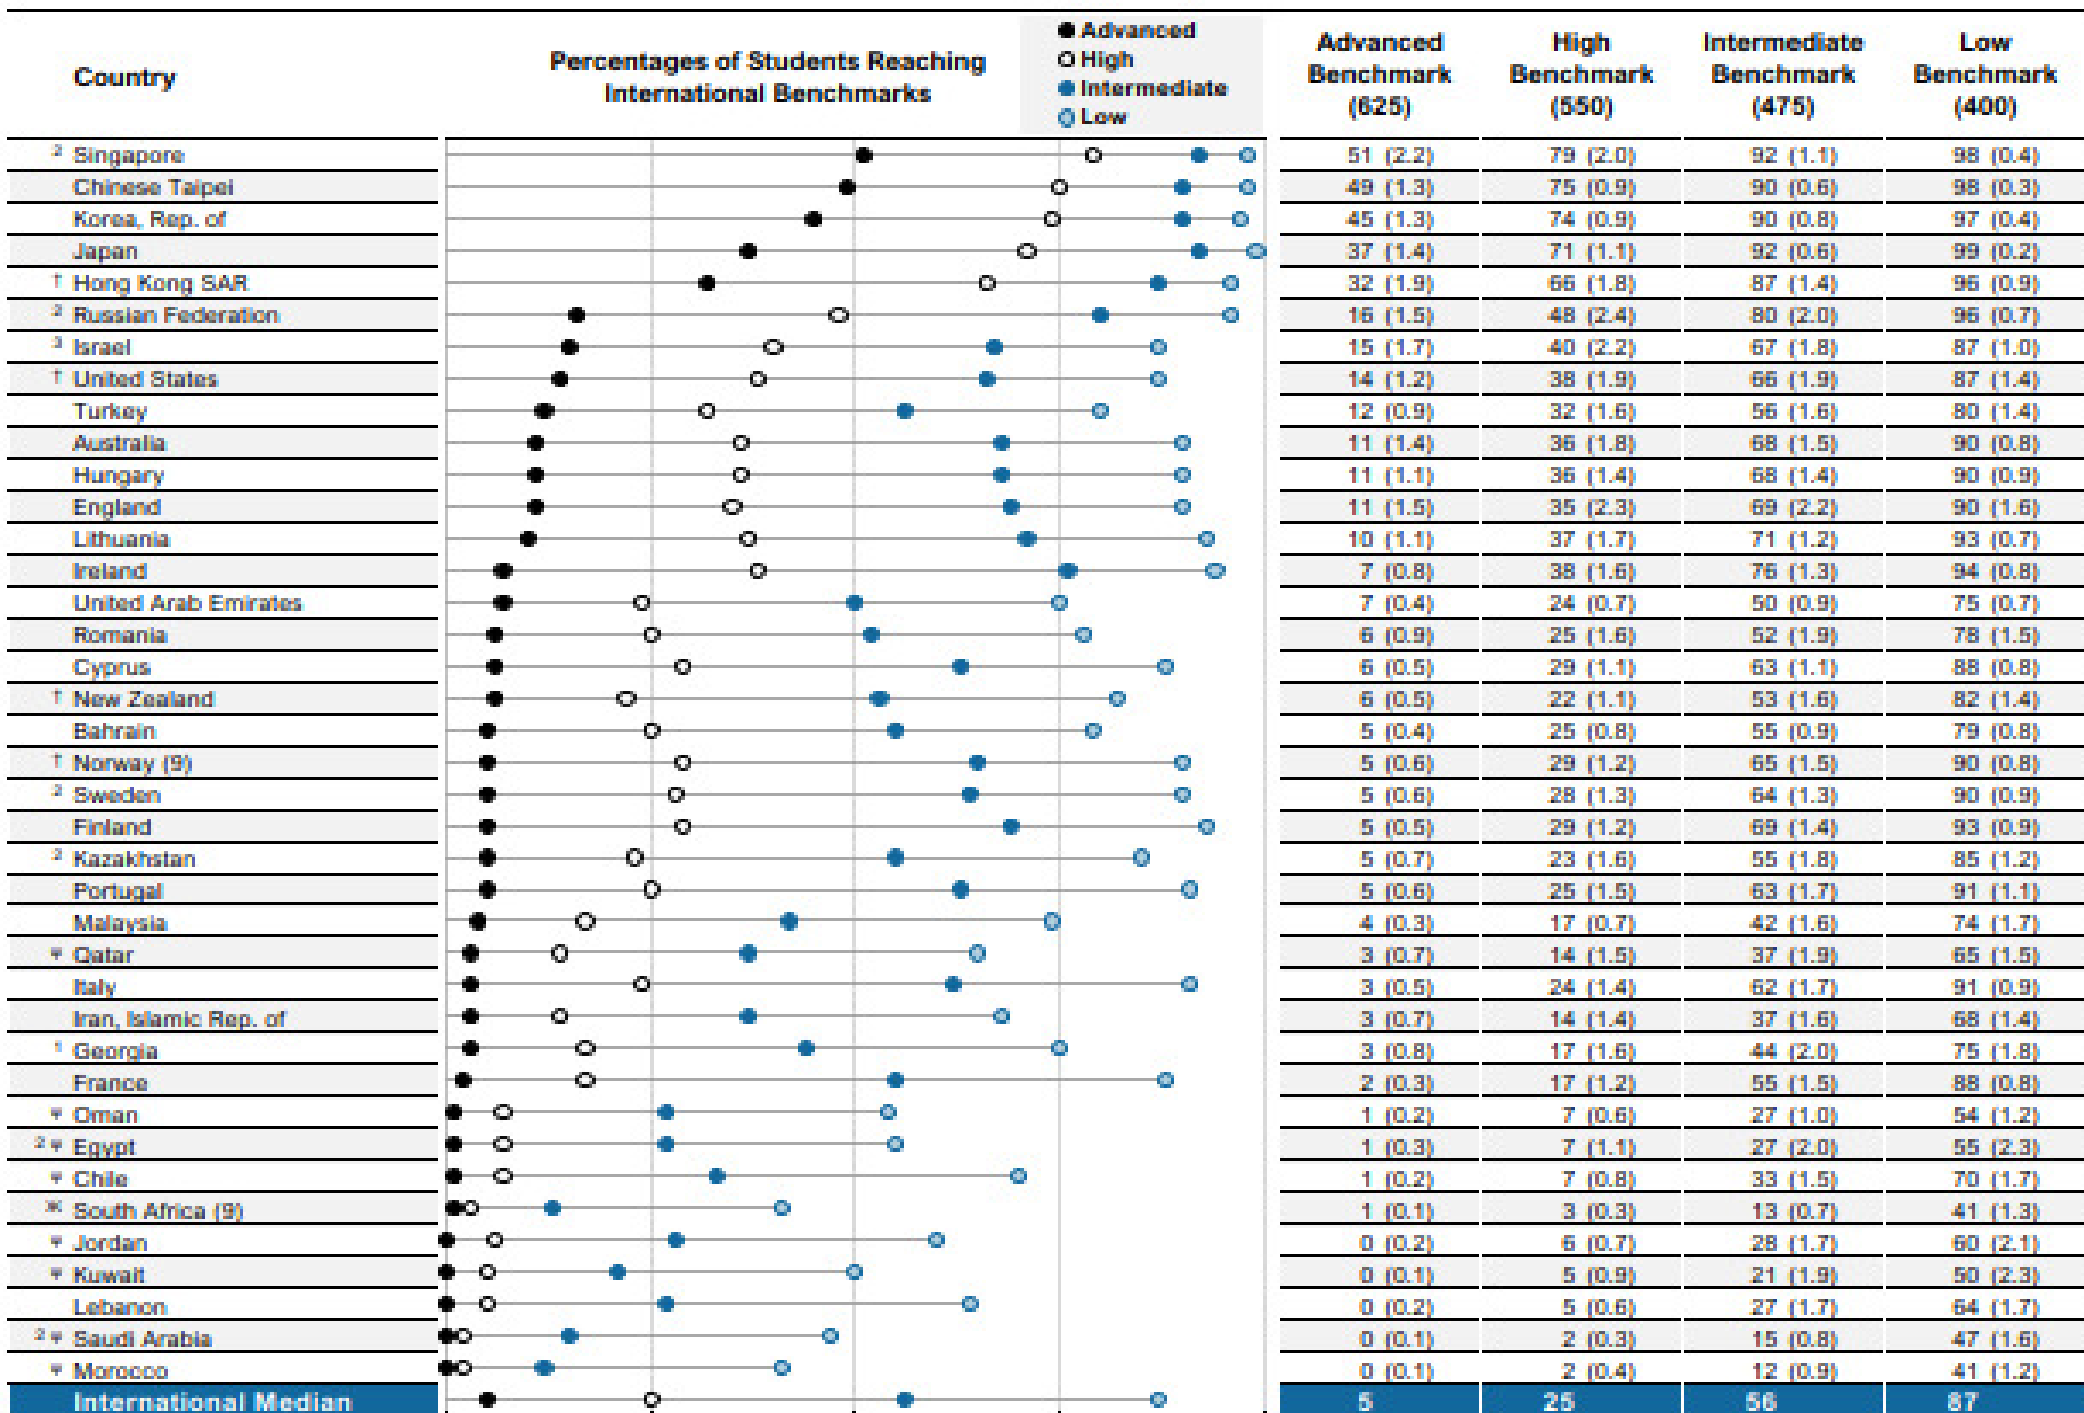 Country
Percentages of Students Reaching
International Benchmarks
Advanced
High
Intermediate
Low
Advanced Benchmark (625)
High Benchmark (550)
Intermediate Benchmark (475)
Low Benchmark (400)
2 Singapore 51 (2.2) 79 (2.0) 92 (1.1) 98 (0.4)
Chinese Taipei 49 (1.3) 75 (0.9) 90 (0.6) 98 (0.3)
Korea, Rep. of 45 (1.3) 74 (0.9) 90 (0.8) 97 (0.4)
Japan 37 (1.4) 71 (1.1) 92 (0.6) 99 (0.2)
† Hong Kong SAR 32 (1.9) 66 (1.8) 87 (1.4) 96 (0.9)
2 Russian Federation 16 (1.5) 48 (2.4) 80 (2.0) 96 (0.7)
3 Israel 15 (1.7) 40 (2.2) 67 (1.8) 87 (1.0)
† United States 14 (1.2) 38 (1.9) 66 (1.9) 87 (1.4)
Turkey 12 (0.9) 32 (1.6) 56 (1.6) 80 (1.4)
Australia 11 (1.4) 36 (1.8) 68 (1.5) 90 (0.8)
Hungary 11 (1.1) 36 (1.4) 68 (1.4) 90 (0.9)
England 11 (1.5) 35 (2.3) 69 (2.2) 90 (1.6)
Lithuania 10 (1.1) 37 (1.7) 71 (1.2) 93 (0.7)
Ireland 7 (0.8) 38 (1.6) 76 (1.3) 94 (0.8)
United Arab Emirates 7 (0.4) 24 (0.7) 50 (0.9) 75 (0.7)
Romania 6 (0.9) 25 (1.6) 52 (1.9) 78 (1.5)
Cyprus 6 (0.5) 29 (1.1) 63 (1.1) 88 (0.8)
† New Zealand 6 (0.5) 22 (1.1) 53 (1.6) 82 (1.4)
Bahrain 5 (0.4) 25 (0.8) 55 (0.9) 79 (0.8)
† Norway (9) 5 (0.6) 29 (1.2) 65 (1.5) 90 (0.8)
2 Sweden 5 (0.6) 28 (1.3) 64 (1.3) 90 (0.9)
Finland 5 (0.5) 29 (1.2) 69 (1.4) 93 (0.9)
2 Kazakhstan 5 (0.7) 23 (1.6) 55 (1.8) 85 (1.2)
Portugal 5 (0.6) 25 (1.5) 63 (1.7) 91 (1.1)
Malaysia 4 (0.3) 17 (0.7) 42 (1.6) 74 (1.7)
ψ Qatar 3 (0.7) 14 (1.5) 37 (1.9) 65 (1.5)
Italy 3 (0.5) 24 (1.4) 62 (1.7) 91 (0.9)
Iran, Islamic Rep. of 3 (0.7) 14 (1.4) 37 (1.6) 68 (1.4)
1 Georgia 3 (0.8) 17 (1.6) 44 (2.0) 75 (1.8)
France 2 (0.3) 17 (1.2) 55 (1.5) 88 (0.8)
ψ Oman 1 (0.2) 7 (0.6) 27 (1.0) 54 (1.2)
2 ψ Egypt 1 (0.3) 7 (1.1) 27 (2.0) 55 (2.3)
ψ Chile 1 (0.2) 7 (0.8) 33 (1.5) 70 (1.7)
Ж South Africa (9) 1 (0.1) 3 (0.3) 13 (0.7) 41 (1.3)
ψ Jordan 0 (0.2) 6 (0.7) 28 (1.7) 60 (2.1)
ψ Kuwait 0 (0.1) 5 (0.9) 21 (1.9) 50 (2.3)
Lebanon 0 (0.2) 5 (0.6) 27 (1.7) 64 (1.7)
2 ψ Saudi Arabia 0 (0.1) 2 (0.3) 15 (0.8) 47 (1.6)
ψ Morocco 0 (0.1) 2 (0.4) 12 (0.9) 41 (1.2)
International Median 5 25 56 87